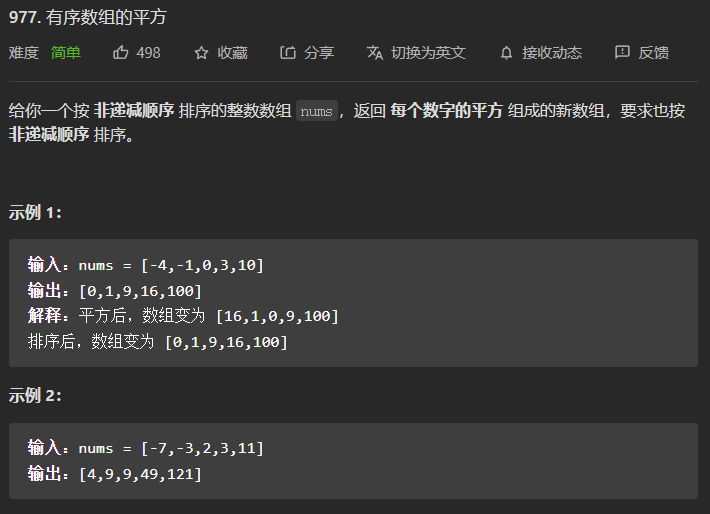 977. 有序数组的平方
难度 简单 498 收藏 分享 切换为英文 接收动态 反馈
给你一个按 非递减顺序 排序的整数数组 nums，返回 每个数字的平方 组成的新数组，要求也按
非递减顺序 排序。
示例 1：
输入：nums = [-4,-1,0,3,10]
输出：[0,1,9,16,100]
解释：平方后，数组变为 [16,1,0,9,100]
排序后，数组变为 [0,1,9,16,100]
示例 2：
输入：nums = [-7,-3,2,3,11]
输出：[4,9,9,49,121]